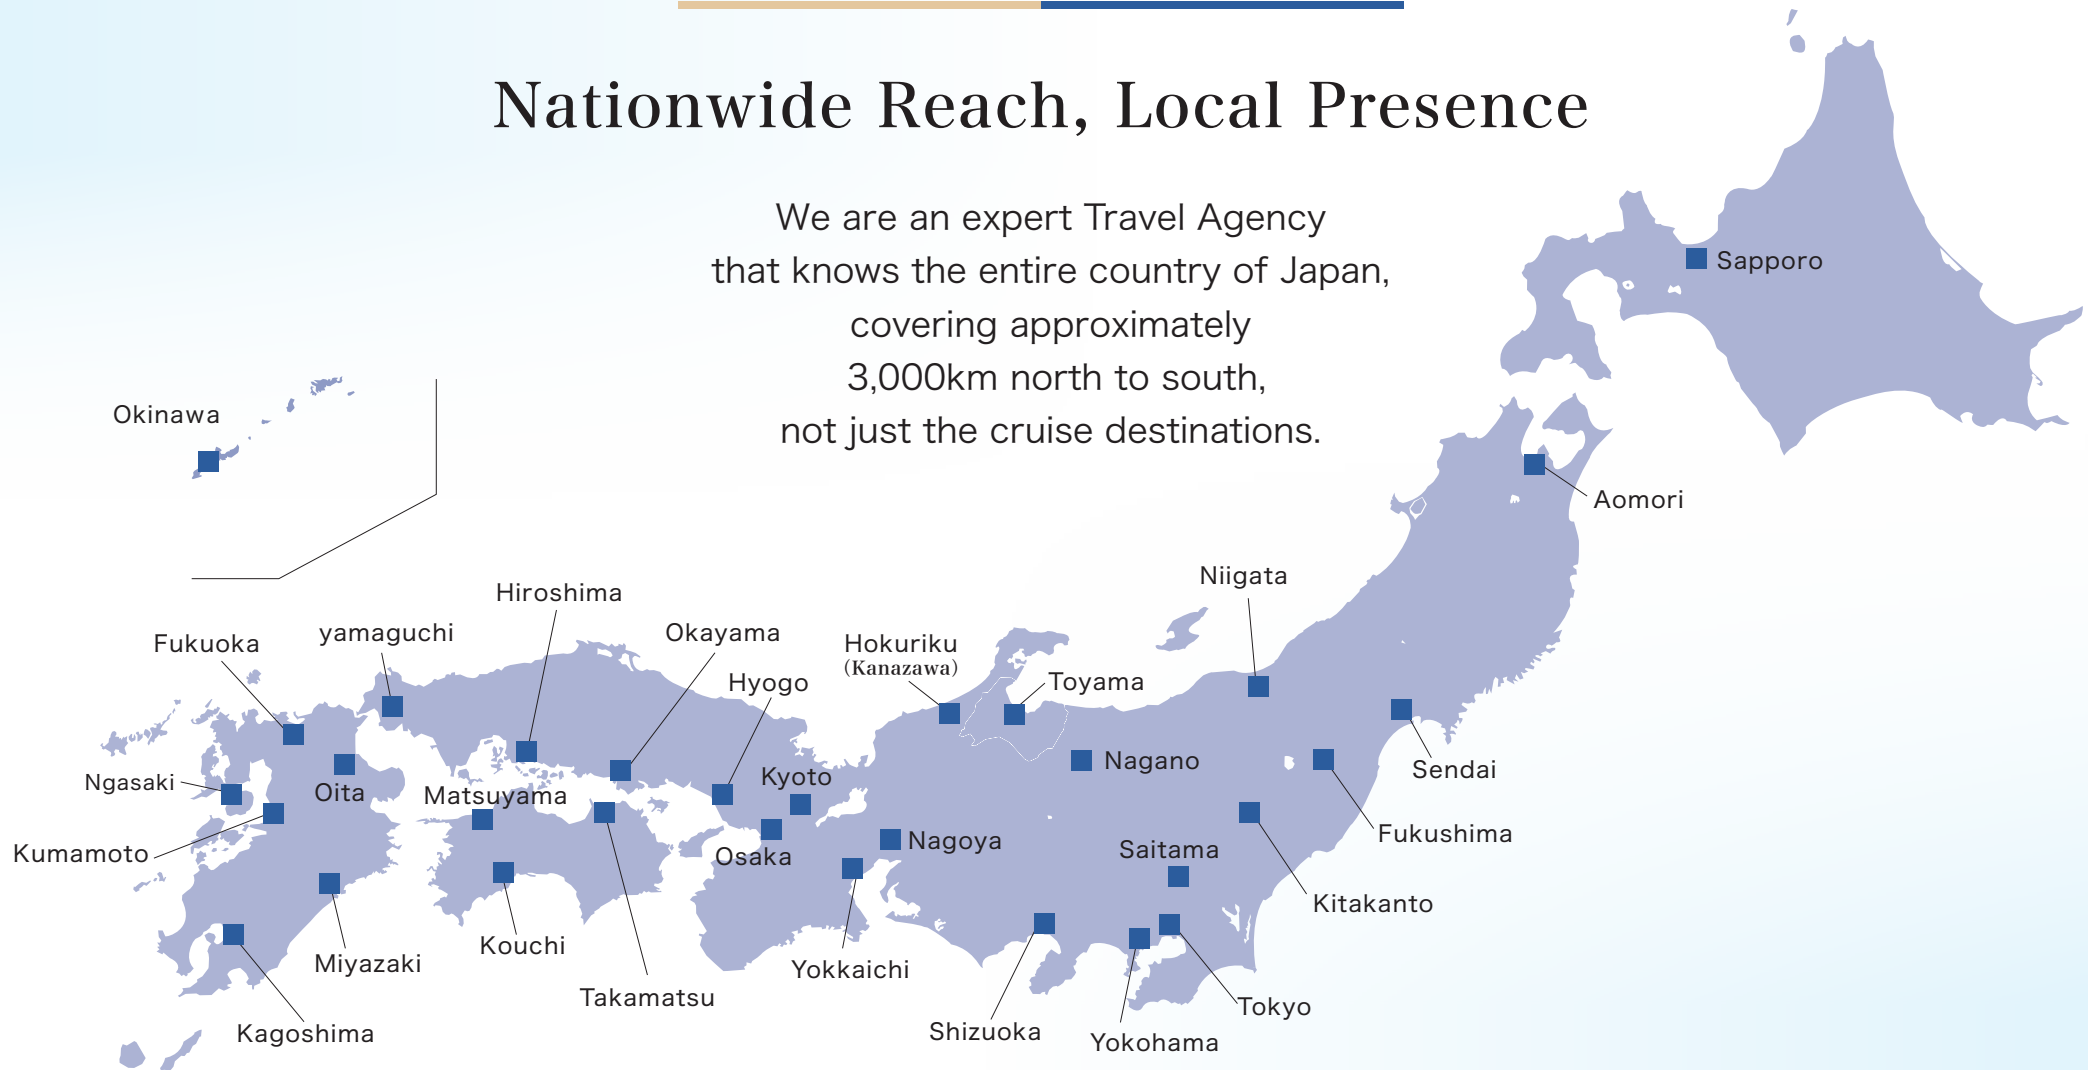 Nationwide Reach, Local Presence
We are an expert Travel Agency
that knows the entire country of Japan,
covering approximately
3,000km north to south,
not just the cruise destinations.
Sapporo
Okinawa
Aomori
Niigata
Hiroshima
yamaguchi
Okayama
Fukuoka
Hokuriku
(Kanazawa)
Hyogo
Toyama
Nagano
Sendai
Kyoto
Ngasaki
Oita
Matsuyama
Fukushima
Nagoya
Saitama
Kumamoto
Osaka
Kitakanto
Kouchi
Miyazaki
Yokkaichi
Takamatsu
Tokyo
Shizuoka
Kagoshima
Yokohama